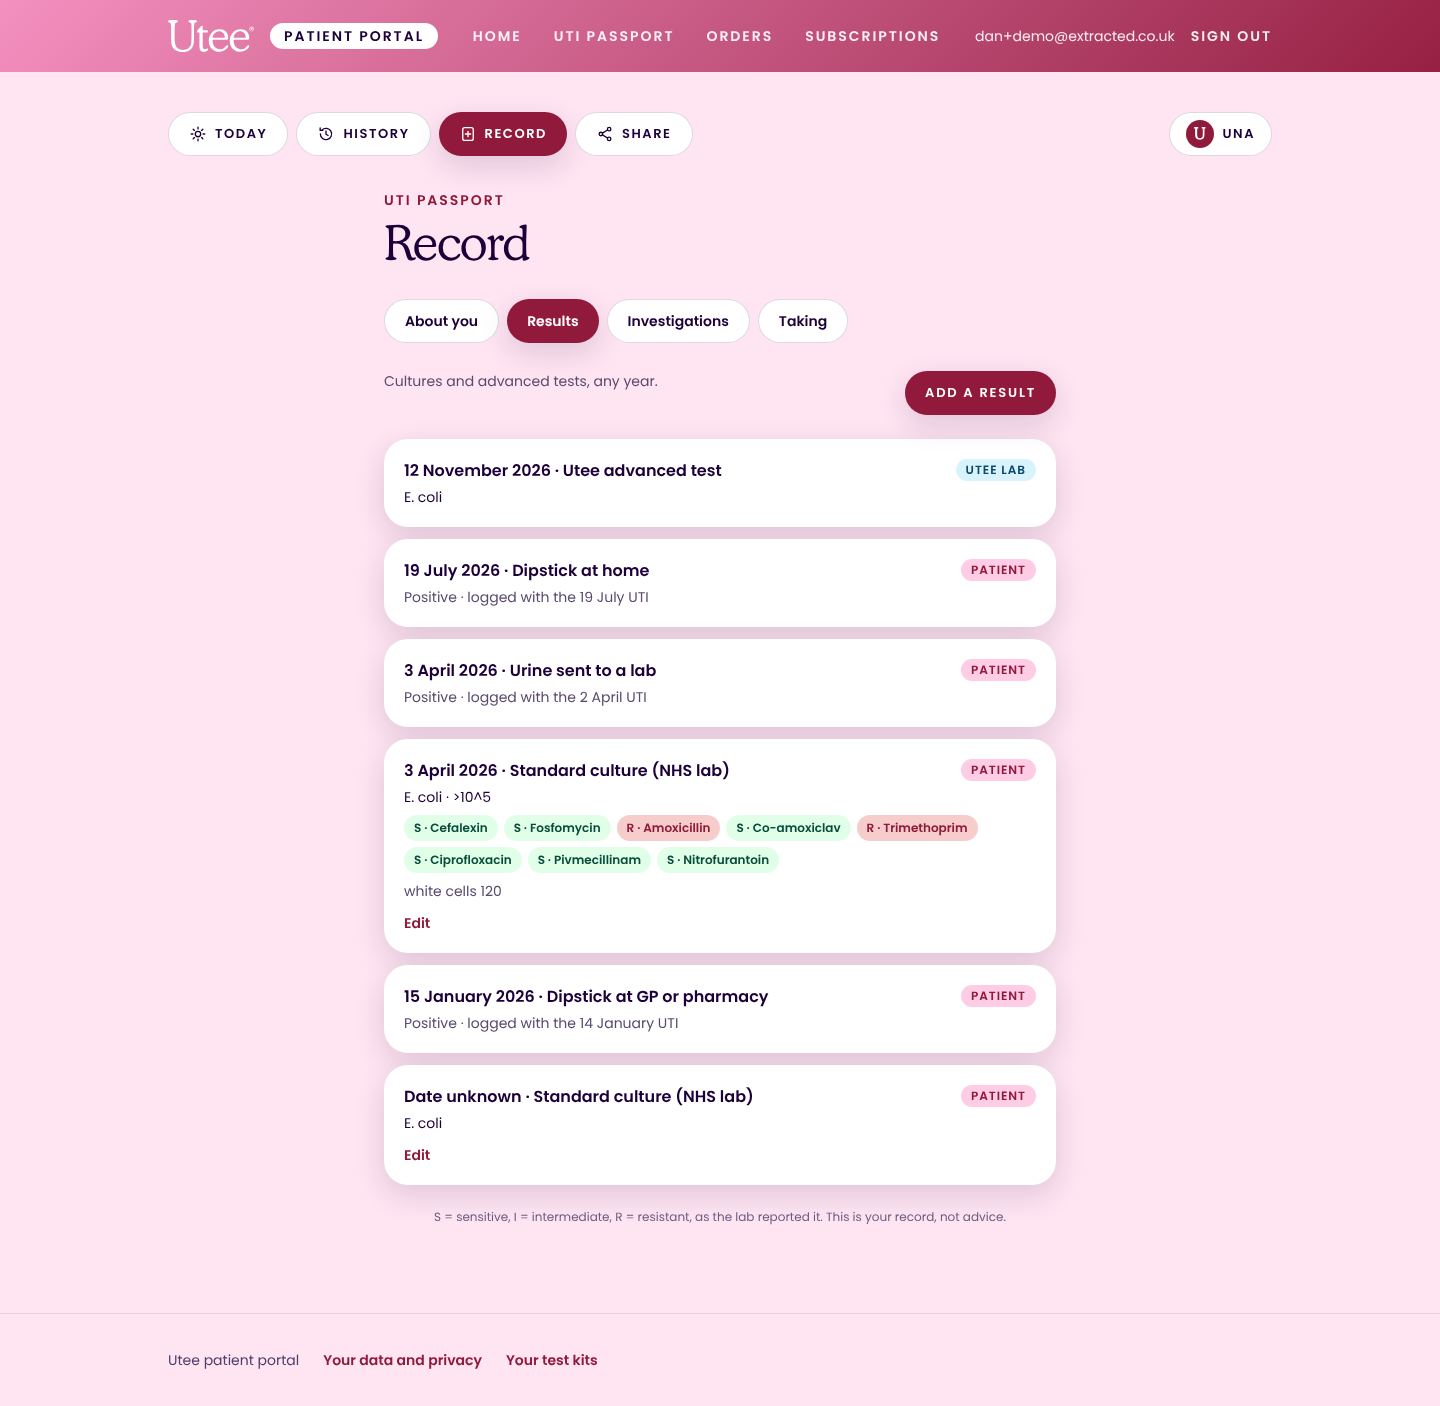 Utee® PATIENT PORTAL HOME UTI PASSPORT ORDERS SUBSCRIPTIONS dan+demo@extracted.co.uk SIGN OUT
TODAY HISTORY RECORD SHARE U UNA
UTI PASSPORT
Record
About you Results Investigations Taking
Cultures and advanced tests, any year. ADD A RESULT
12 November 2026 · Utee advanced test UTEE LAB
E. coli
19 July 2026 · Dipstick at home PATIENT
Positive · logged with the 19 July UTI
3 April 2026 · Urine sent to a lab PATIENT
Positive · logged with the 2 April UTI
3 April 2026 · Standard culture (NHS lab) PATIENT
E. coli · >10^5
S · Cefalexin S · Fosfomycin R · Amoxicillin S · Co-amoxiclav R · Trimethoprim
S · Ciprofloxacin S · Pivmecillinam S · Nitrofurantoin
white cells 120
Edit
15 January 2026 · Dipstick at GP or pharmacy PATIENT
Positive · logged with the 14 January UTI
Date unknown · Standard culture (NHS lab) PATIENT
E. coli
Edit
S = sensitive, I = intermediate, R = resistant, as the lab reported it. This is your record, not advice.
Utee patient portal Your data and privacy Your test kits